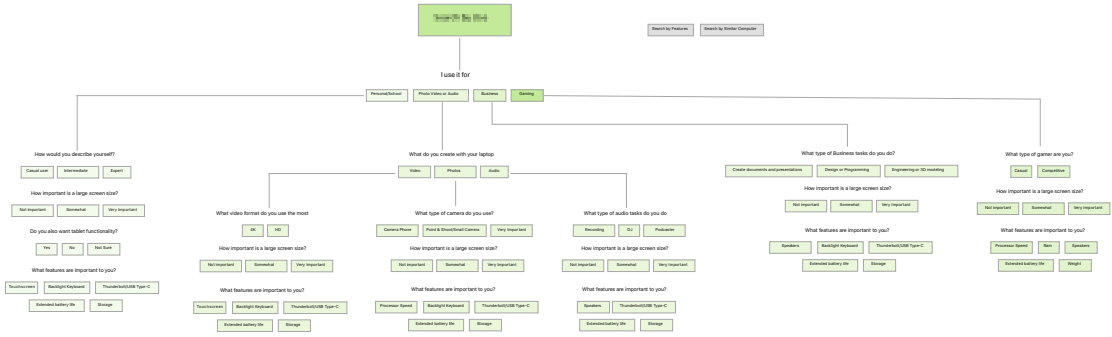 Search by Features
Search by Similar Computer
I use it for
Personal/School
Photo Video or Audio
Business
Gaming
How would you describe yourself?
Casual user
Intermediate
Expert
How important is a large screen size?
Not important
Somewhat
Very important
Do you also want tablet functionality?
Yes
No
Not Sure
What features are important to you?
Touchscreen
Backlight Keyboard
Thunderbolt/USB Type-C
Extended battery life
Storage
What do you create with your laptop
Video
Photos
Audio
What video format do you use the most
4K
HD
How important is a large screen size?
Not important
Somewhat
Very important
What features are important to you?
Touchscreen
Backlight Keyboard
Thunderbolt/USB Type-C
Extended battery life
Storage
What type of camera do you use?
Camera Phone
Point & Shoot/Small Camera
Very important
How important is a large screen size?
Not important
Somewhat
Very important
What features are important to you?
Processor Speed
Backlight Keyboard
Thunderbolt/USB Type-C
Extended battery life
Storage
What type of audio tasks do you do
Recording
DJ
Podcaster
How important is a large screen size?
Not important
Somewhat
Very important
What features are important to you?
Speakers
Thunderbolt/USB Type-C
Extended battery life
Storage
What type of Business tasks do you do?
Create documents and presentations
Design or Programming
Engineering or 3D modeling
How important is a large screen size?
Not important
Somewhat
Very important
What features are important to you?
Speakers
Backlight Keyboard
Thunderbolt/USB Type-C
Extended battery life
Storage
What type of gamer are you?
Casual
Competitive
How important is a large screen size?
Not important
Somewhat
Very important
What features are important to you?
Processor Speed
Ram
Speakers
Extended battery life
Weight